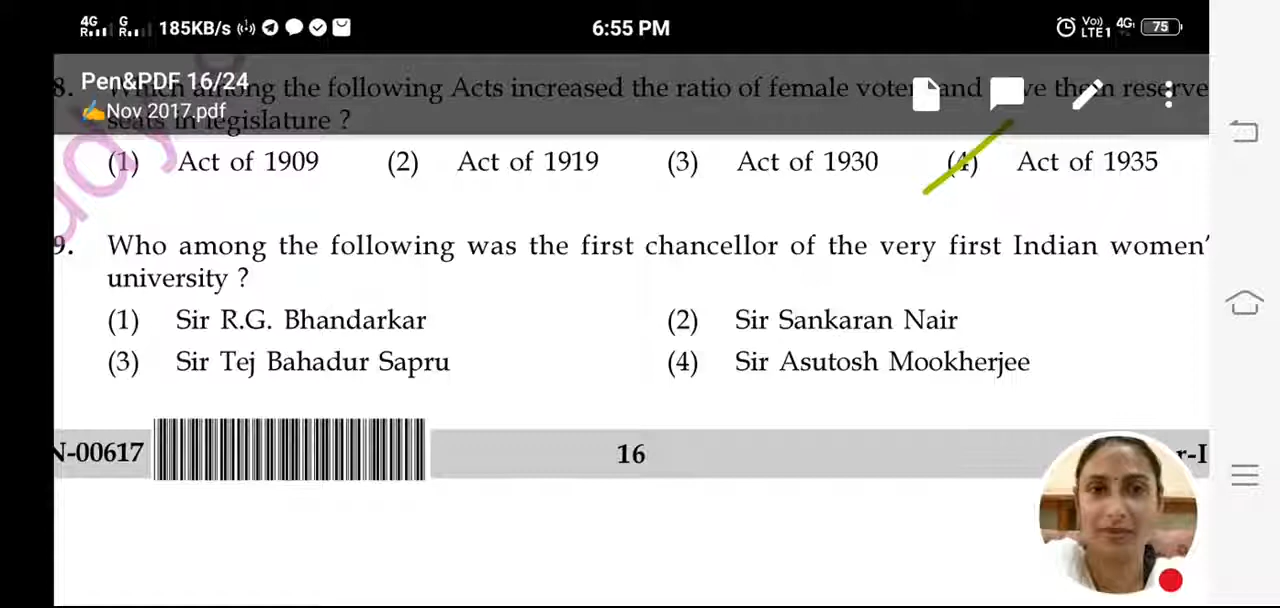 4G G 185KB/s 6:55 PM Vo) LTE1 4G 75
Pen&PDF 16/24
✍Nov 2017.pdf
8. Which among the following Acts increased the ratio of female voters and gave them reserve
seats in legislature ?
(1) Act of 1909 (2) Act of 1919 (3) Act of 1930 (4) Act of 1935
9. Who among the following was the first chancellor of the very first Indian women'
university ?
(1) Sir R.G. Bhandarkar (2) Sir Sankaran Nair
(3) Sir Tej Bahadur Sapru (4) Sir Asutosh Mookherjee
N-00617 16 r-I